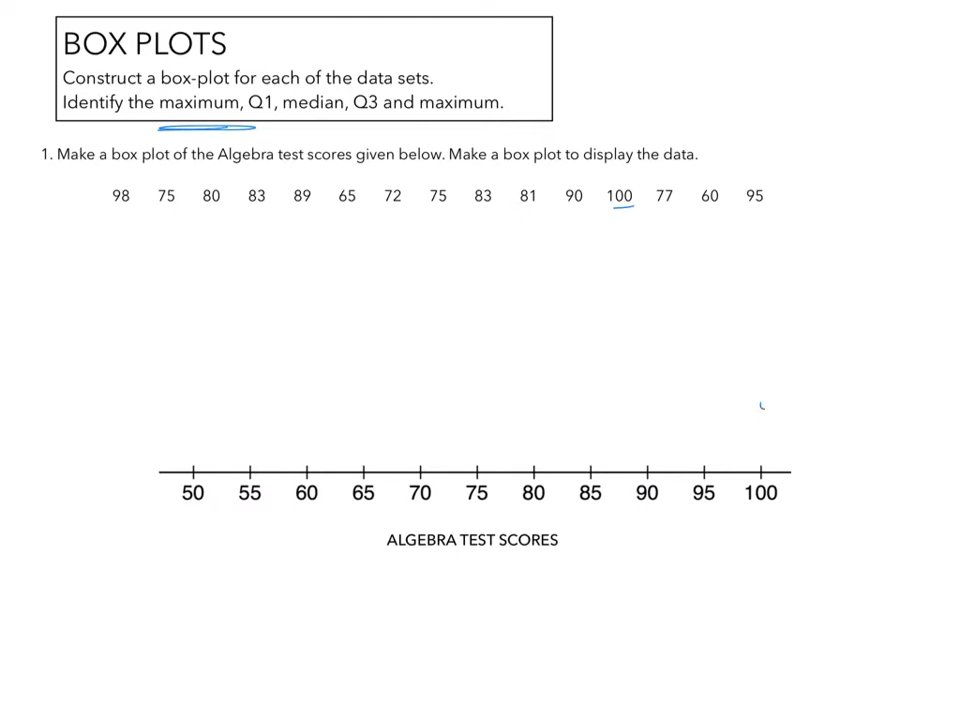 BOX PLOTS
Construct a box-plot for each of the data sets.
Identify the maximum, Q1, median, Q3 and maximum.
1. Make a box plot of the Algebra test scores given below. Make a box plot to display the data.
98 75 80 83 89 65 72 75 83 81 90 100 77 60 95
50 55 60 65 70 75 80 85 90 95 100
ALGEBRA TEST SCORES